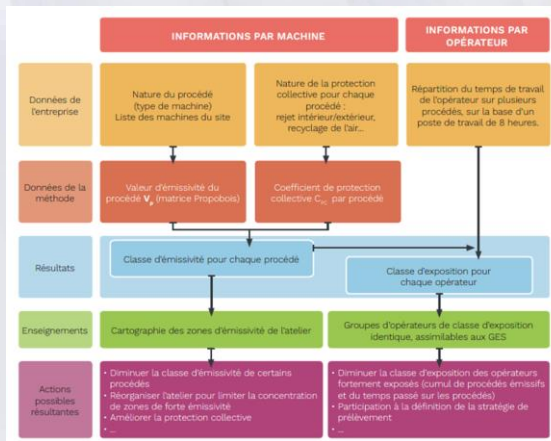 INFORMATIONS PAR MACHINE
INFORMATIONS PAR
OPÉRATEUR
Données de
l'entreprise
Nature du procédé
(type de machine)
Liste des machines du site
Nature de la protection
collective pour chaque
procédé :
rejet intérieur/extérieur,
recyclage de l'air...
Répartition du temps de travail
de l'opérateur sur plusieurs
procédés, sur la base d'un
poste de travail de 8 heures.
Données de la
méthode
Valeur d'émissivité du
procédé Vₚ (matrice Propobois)
Coefficient de protection
collective Cₚc par procédé
Résultats
Classe d'émissivité pour chaque procédé
Classe d'exposition pour
chaque opérateur
Enseignements
Cartographie des zones d'émissivité de l'atelier
Groupes d'opérateurs de classe d'exposition
identique, assimilables aux GES
Actions
possibles
résultantes
• Diminuer la classe d'émissivité de certains
procédés
• Réorganiser l'atelier pour limiter la concentration
de zones de forte émissivité
• Améliorer la protection collective
• ...
• Diminuer la classe d'exposition des opérateurs
fortement exposés (cumul de procédés émissifs
et du temps passé sur les procédés)
• Participation à la définition de la stratégie de
prélèvement
• ...